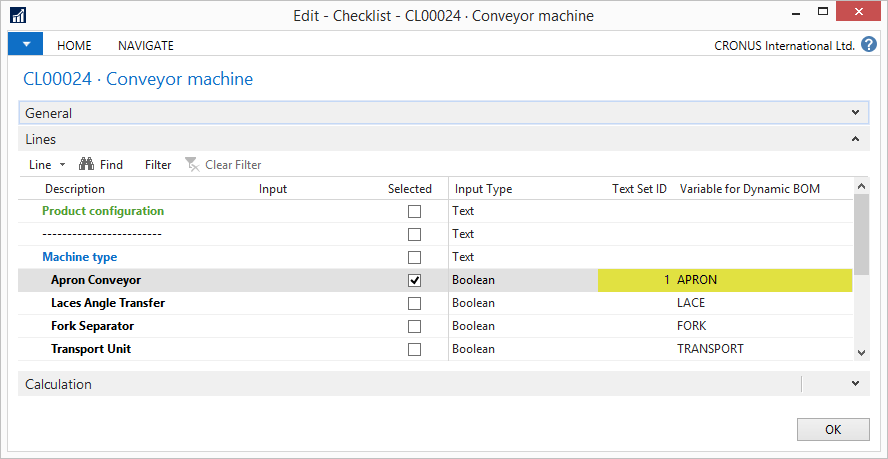 Edit - Checklist - CL00024 · Conveyor machine
HOME NAVIGATE CRONUS International Ltd. ?
CL00024 · Conveyor machine
General
Lines
Line Find Filter Clear Filter
Description Input Selected Input Type Text Set ID Variable for Dynamic BOM
Product configuration Text
------------------------ Text
Machine type Text
Apron Conveyor Boolean 1 APRON
Laces Angle Transfer Boolean LACE
Fork Separator Boolean FORK
Transport Unit Boolean TRANSPORT
Calculation
OK